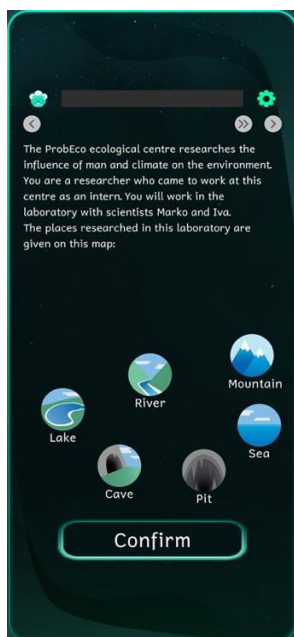 The ProbEco ecological centre researches the
influence of man and climate on the environment.
You are a researcher who came to work at this
centre as an intern. You will work in the
laboratory with scientists Marko and Iva.
The places researched in this laboratory are
given on this map:
Mountain
River
Lake
Sea
Cave
Pit
Confirm